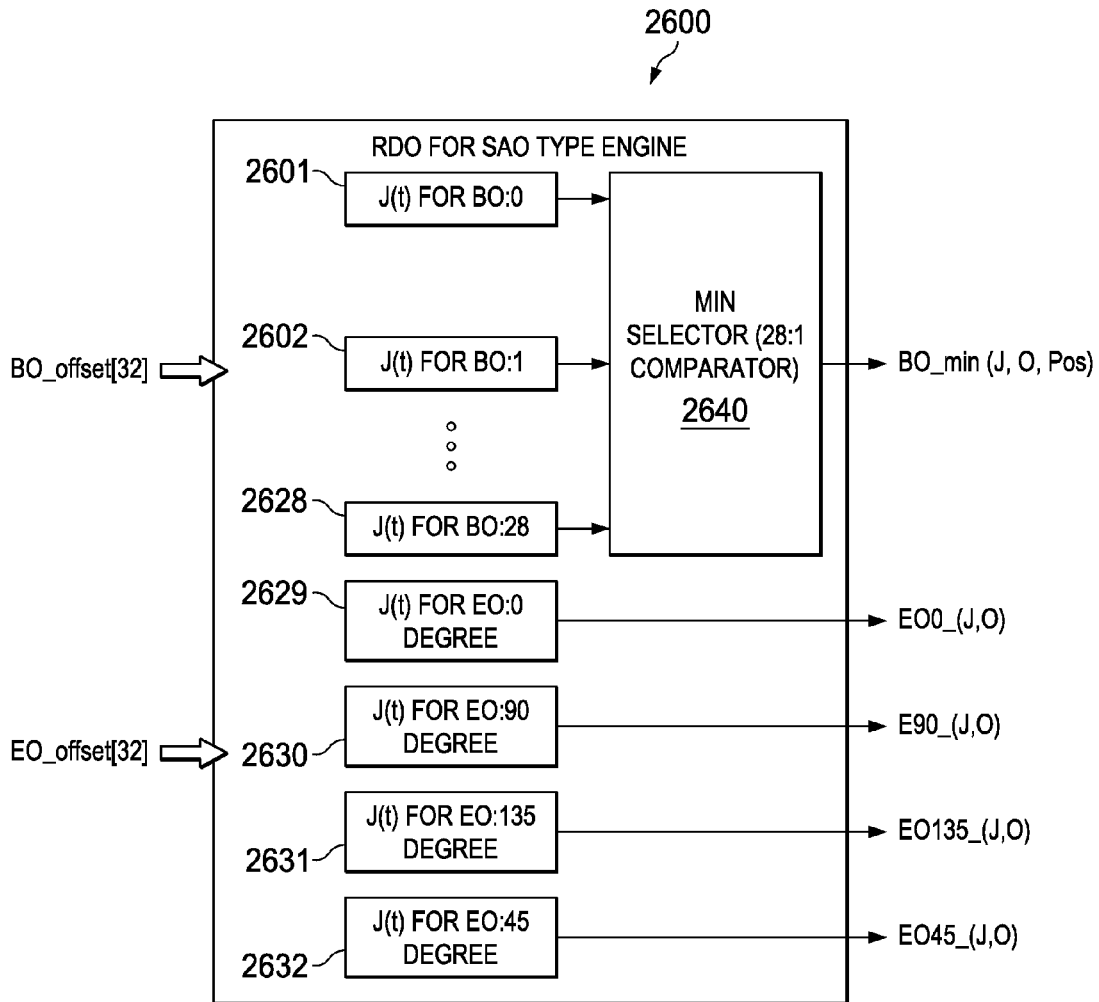 2600
RDO FOR SAO TYPE ENGINE
2601
J(t) FOR BO:0
2602
J(t) FOR BO:1
2628
J(t) FOR BO:28
MIN
SELECTOR (28:1
COMPARATOR)
2640
BO_offset[32]
BO_min (J, O, Pos)
2629
J(t) FOR EO:0
DEGREE
EO0_(J,O)
2630
J(t) FOR EO:90
DEGREE
E90_(J,O)
EO_offset[32]
2631
J(t) FOR EO:135
DEGREE
EO135_(J,O)
2632
J(t) FOR EO:45
DEGREE
EO45_(J,O)